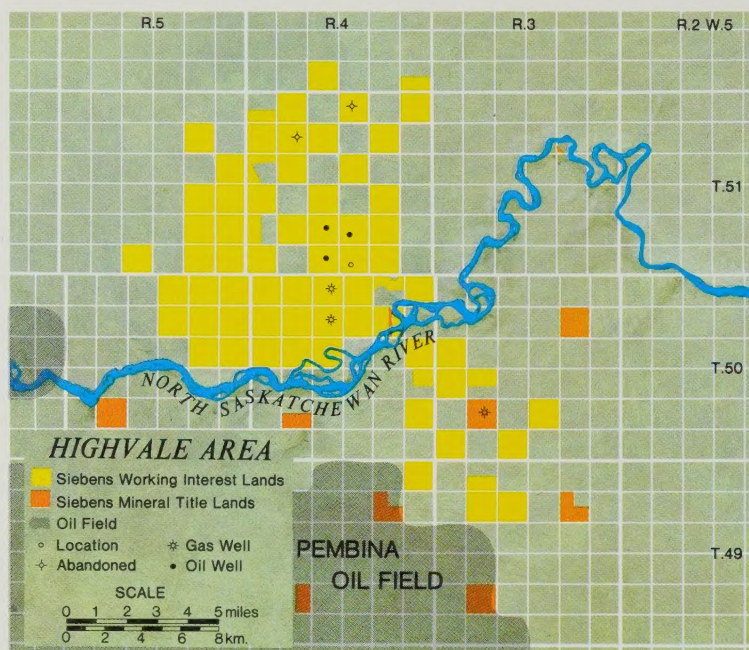 R.5 R.4 R.3 R.2 W.5
T.51
T.50
NORTH SASKATCHEWAN RIVER
HIGHVALE AREA
Siebens Working Interest Lands
Siebens Mineral Title Lands
Oil Field
Location Gas Well
Abandoned Oil Well
SCALE
0 1 2 3 4 5 miles
0 2 4 6 8 km.
PEMBINA
OIL FIELD
T.49